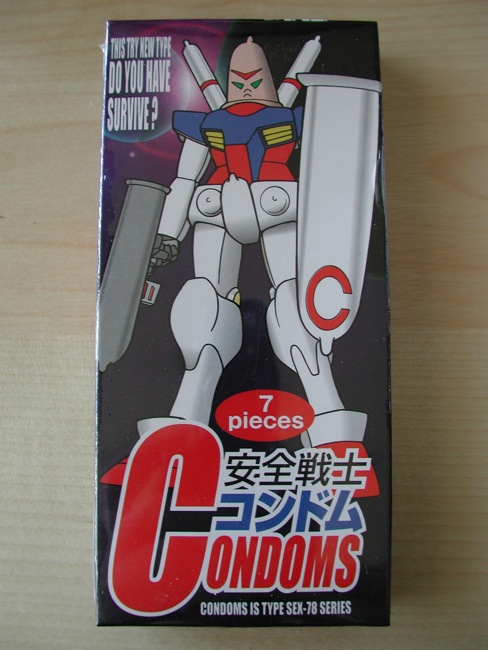 THIS TRY NEW TYPE
DO YOU HAVE
SURVIVE?
C
7
pieces
安全戦士
コンドム
CONDOMS
CONDOMS IS TYPE SEX-78 SERIES